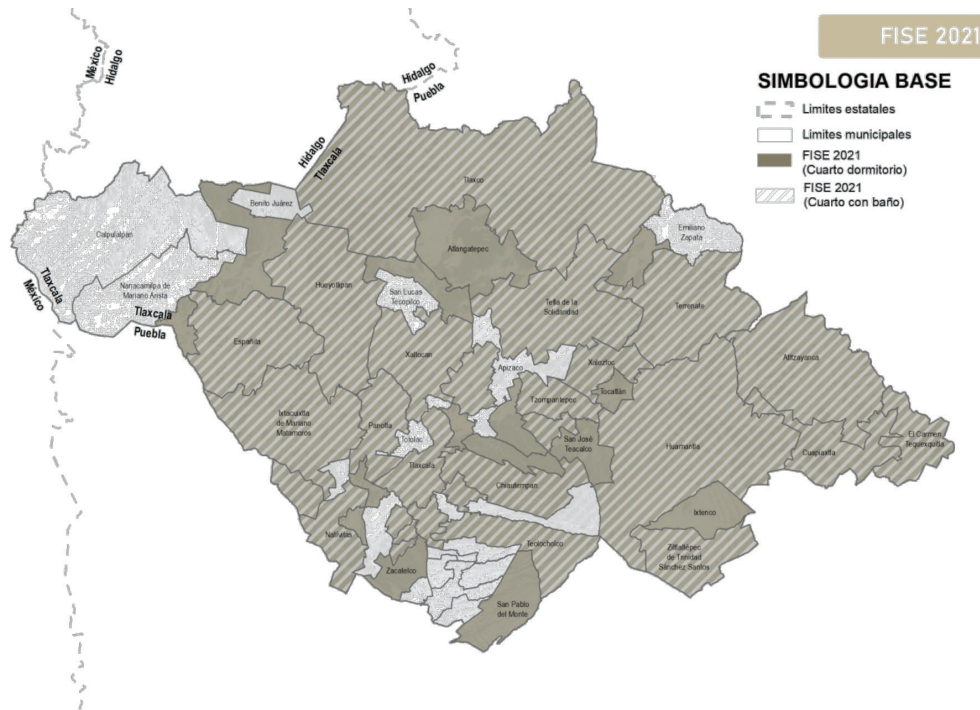 FISE 2021
SIMBOLOGIA BASE
Limites estatales
Limites municipales
FISE 2021
(Cuarto dormitorio)
FISE 2021
(Cuarto con baño)
México
Hidalgo
Hidalgo
Puebla
Hidalgo
Tlaxcala
Tlaxcala
México
Tlaxcala
Puebla
Tlaxco
Benito Juárez
Calpulalpan
Emiliano
Zapata
Atlangatepec
Nanacamilpa de
Mariano Arista
Hueyotlipan
San Lucas
Tecopilco
Tetla de la
Solidaridad
Terrenate
España
Xaltocan
Apizaco
Xaloztoc
Altzayanca
Tocatlán
Tzompantepec
Ixtacuixtla
de Mariano
Matamoros
Panotla
Totolac
San José
Teacalco
Huamantla
El Carmen
Tequexquitla
Cuapiaxtla
Tlaxcala
Chiautempan
Ixtenco
Nativitas
Teolocholco
Zitlaltépec
de Trinidad
Sánchez Santos
Zacatelco
San Pablo
del Monte